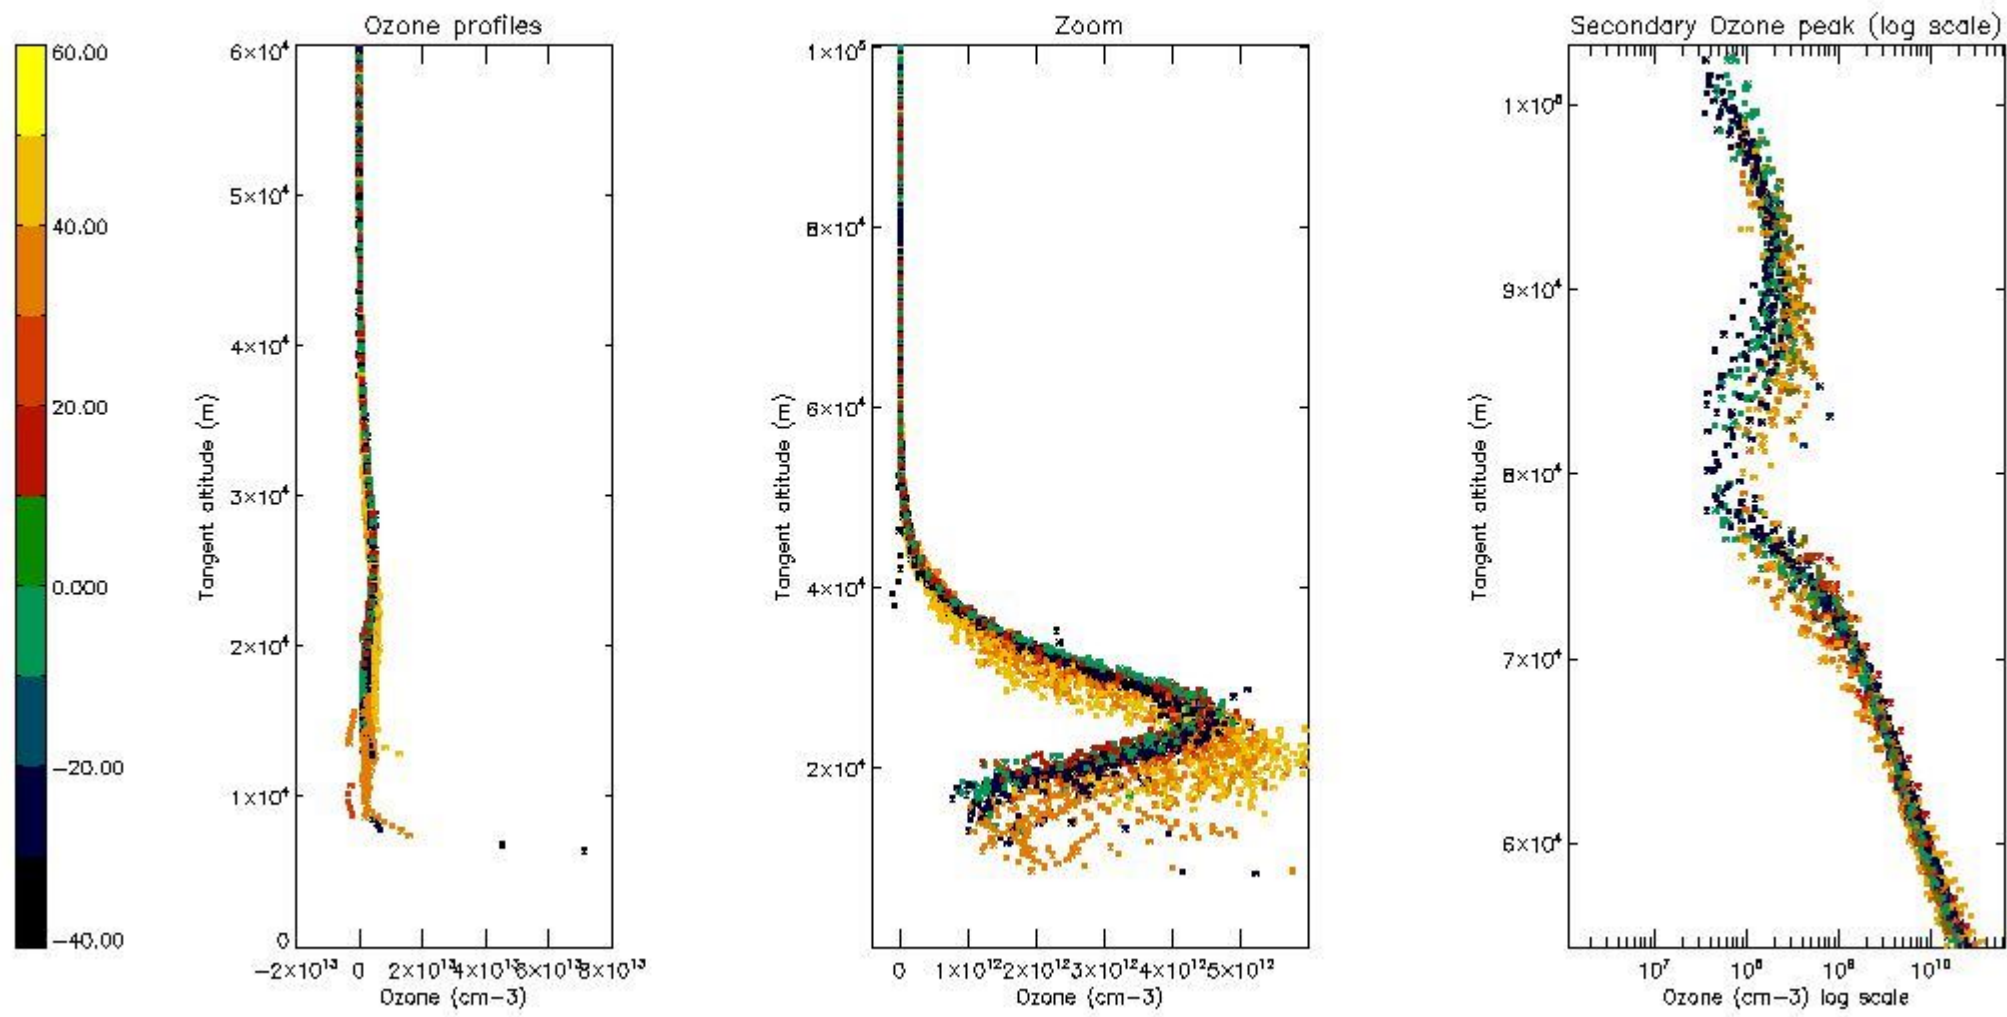 Ozone profiles
Zoom
Secondary Ozone peak (log scale)
60.00
40.00
20.00
0.000
−20.00
−40.00
6×10⁴
5×10⁴
4×10⁴
3×10⁴
2×10⁴
1×10⁴
0
Tangent altitude (m)
−2×10¹³ 0 2×10¹³ 4×10¹³ 6×10¹³ 8×10¹³
Ozone (cm−3)
1×10⁵
8×10⁴
6×10⁴
4×10⁴
2×10⁴
Tangent altitude (m)
0 1×10¹² 2×10¹² 3×10¹² 4×10¹² 5×10¹²
Ozone (cm−3)
1×10⁵
9×10⁴
8×10⁴
7×10⁴
6×10⁴
Tangent altitude (m)
10⁷ 10⁸ 10⁹ 10¹⁰
Ozone (cm−3) log scale